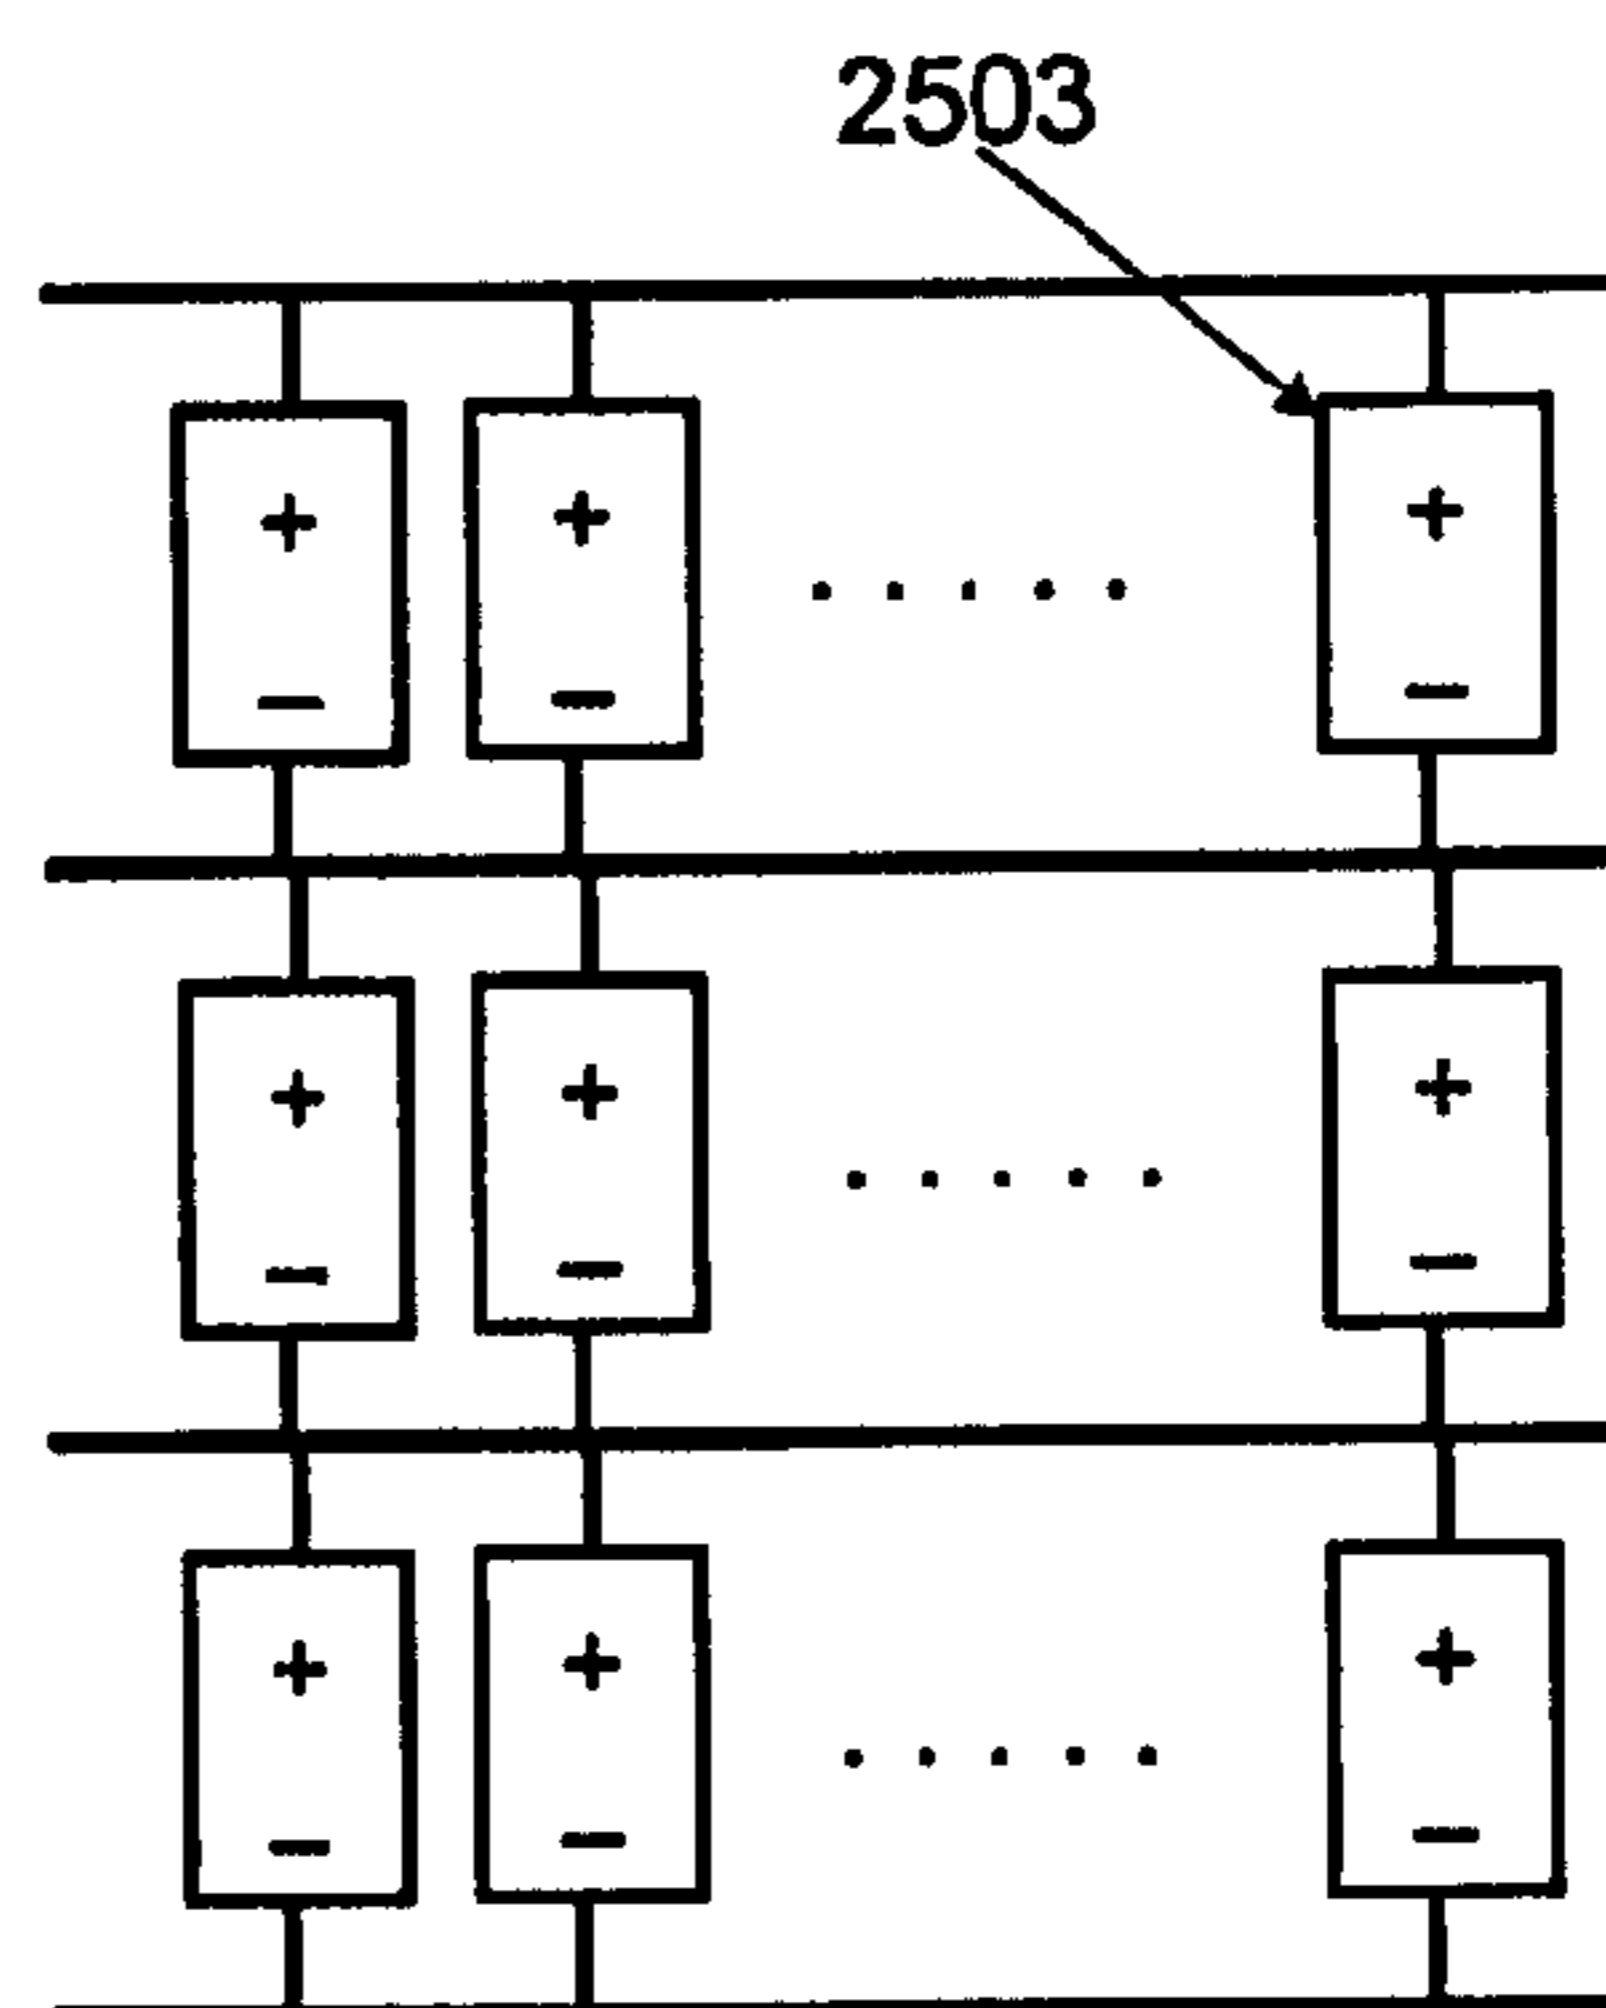 2503
+ + ..... +
− − −
+ + ..... +
− − −
+ + ..... +
− − −